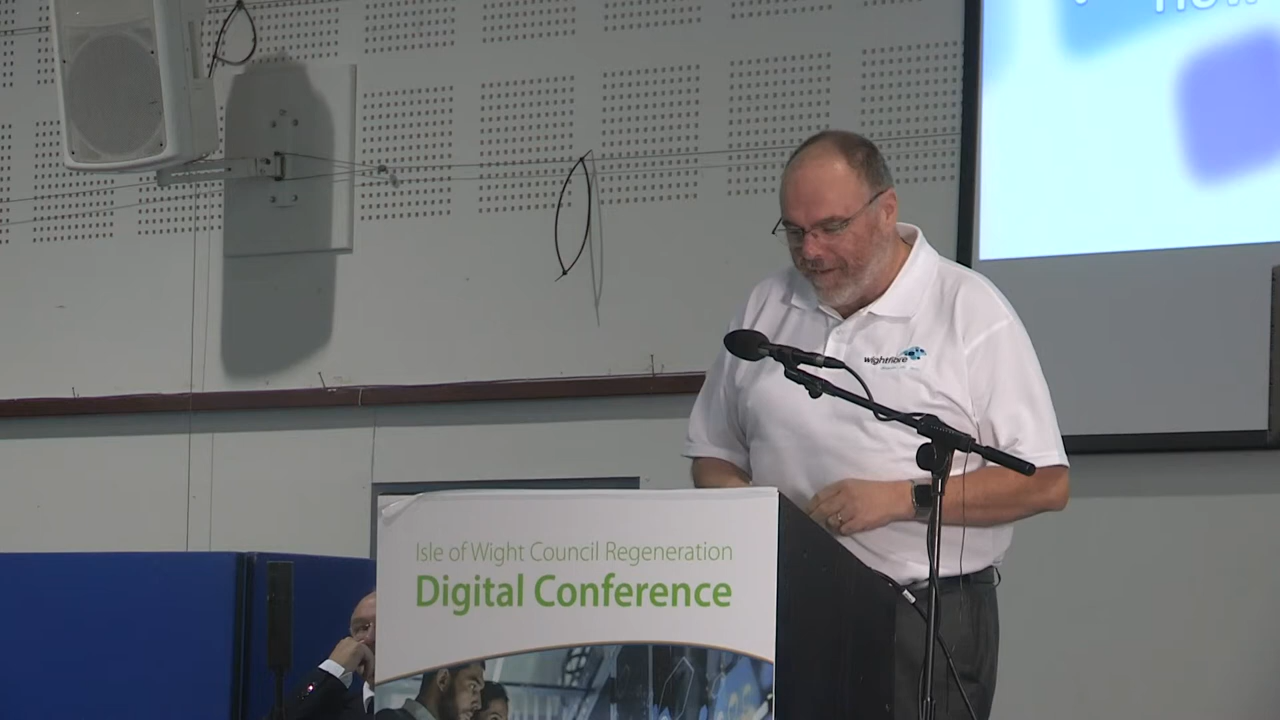 wightfibre
Isle of Wight Council Regeneration
Digital Conference